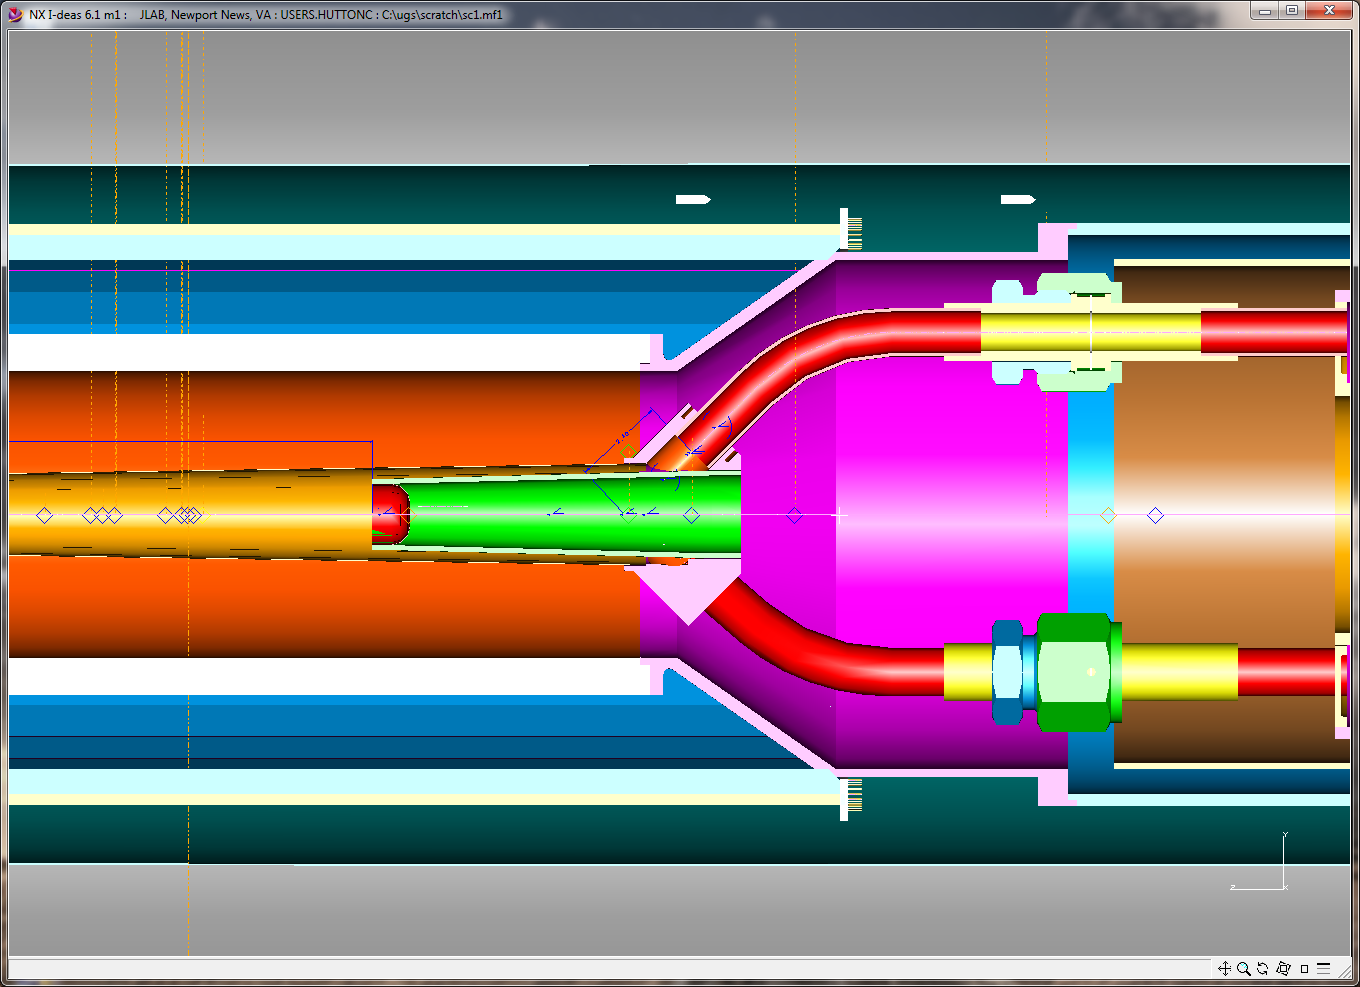 NX I-deas 6.1 m1 : JLAB, Newport News, VA : USERS.HUTTONC : C:\ugs\scratch\sc1.mf1
Y
Z X